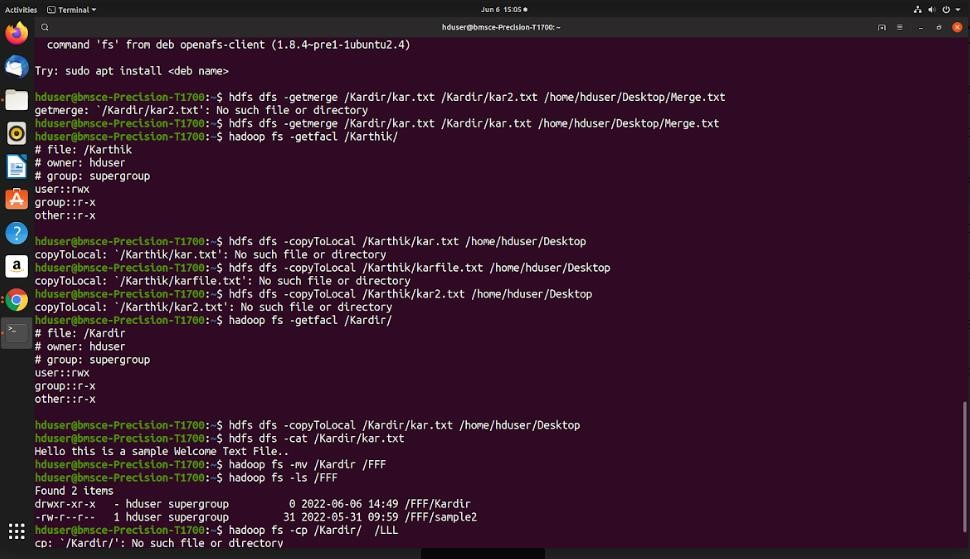 Activities Terminal Jun 6 15:05
hduser@bmsce-Precision-T1700: ~
command 'fs' from deb openafs-client (1.8.4~pre1-1ubuntu2.4)
Try: sudo apt install <deb name>
hduser@bmsce-Precision-T1700:~$ hdfs dfs -getmerge /Kardir/kar.txt /Kardir/kar2.txt /home/hduser/Desktop/Merge.txt
getmerge: `/Kardir/kar2.txt': No such file or directory
hduser@bmsce-Precision-T1700:~$ hdfs dfs -getmerge /Kardir/kar.txt /Kardir/kar.txt /home/hduser/Desktop/Merge.txt
hduser@bmsce-Precision-T1700:~$ hadoop fs -getfacl /Karthik/
# file: /Karthik
# owner: hduser
# group: supergroup
user::rwx
group::r-x
other::r-x
hduser@bmsce-Precision-T1700:~$ hdfs dfs -copyToLocal /Karthik/kar.txt /home/hduser/Desktop
copyToLocal: `/Karthik/kar.txt': No such file or directory
hduser@bmsce-Precision-T1700:~$ hdfs dfs -copyToLocal /Karthik/karfile.txt /home/hduser/Desktop
copyToLocal: `/Karthik/karfile.txt': No such file or directory
hduser@bmsce-Precision-T1700:~$ hdfs dfs -copyToLocal /Karthik/kar2.txt /home/hduser/Desktop
copyToLocal: `/Karthik/kar2.txt': No such file or directory
hduser@bmsce-Precision-T1700:~$ hadoop fs -getfacl /Kardir/
# file: /Kardir
# owner: hduser
# group: supergroup
user::rwx
group::r-x
other::r-x
hduser@bmsce-Precision-T1700:~$ hdfs dfs -copyToLocal /Kardir/kar.txt /home/hduser/Desktop
hduser@bmsce-Precision-T1700:~$ hdfs dfs -cat /Kardir/kar.txt
Hello this is a sample Welcome Text File..
hduser@bmsce-Precision-T1700:~$ hadoop fs -mv /Kardir /FFF
hduser@bmsce-Precision-T1700:~$ hadoop fs -ls /FFF
Found 2 items
drwxr-xr-x - hduser supergroup 0 2022-06-06 14:49 /FFF/Kardir
-rw-r--r-- 1 hduser supergroup 31 2022-05-31 09:59 /FFF/sample2
hduser@bmsce-Precision-T1700:~$ hadoop fs -cp /Kardir/ /LLL
cp: `/Kardir/': No such file or directory